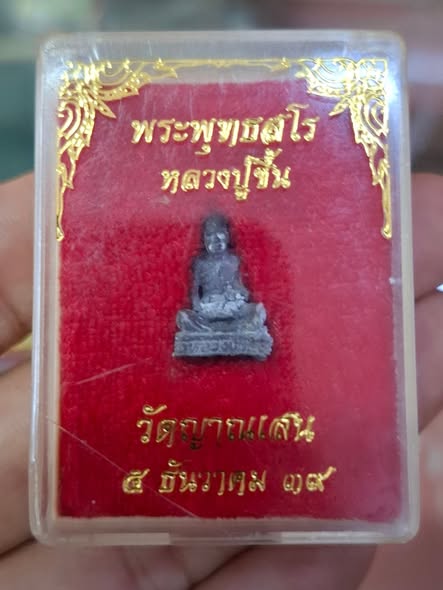 พระพุทธสโร
หลวงปู่ชื้น
วัดญาณเสน
๕ ธันวาคม ๓๙